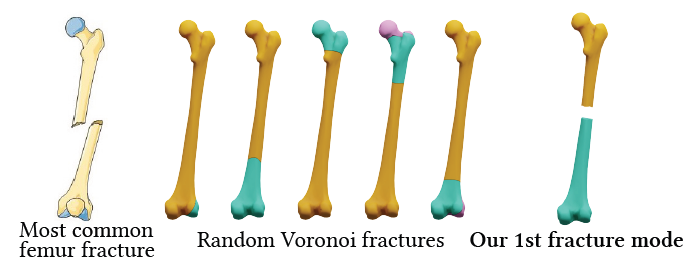 Most common
femur fracture
Random Voronoi fractures
Our 1st fracture mode